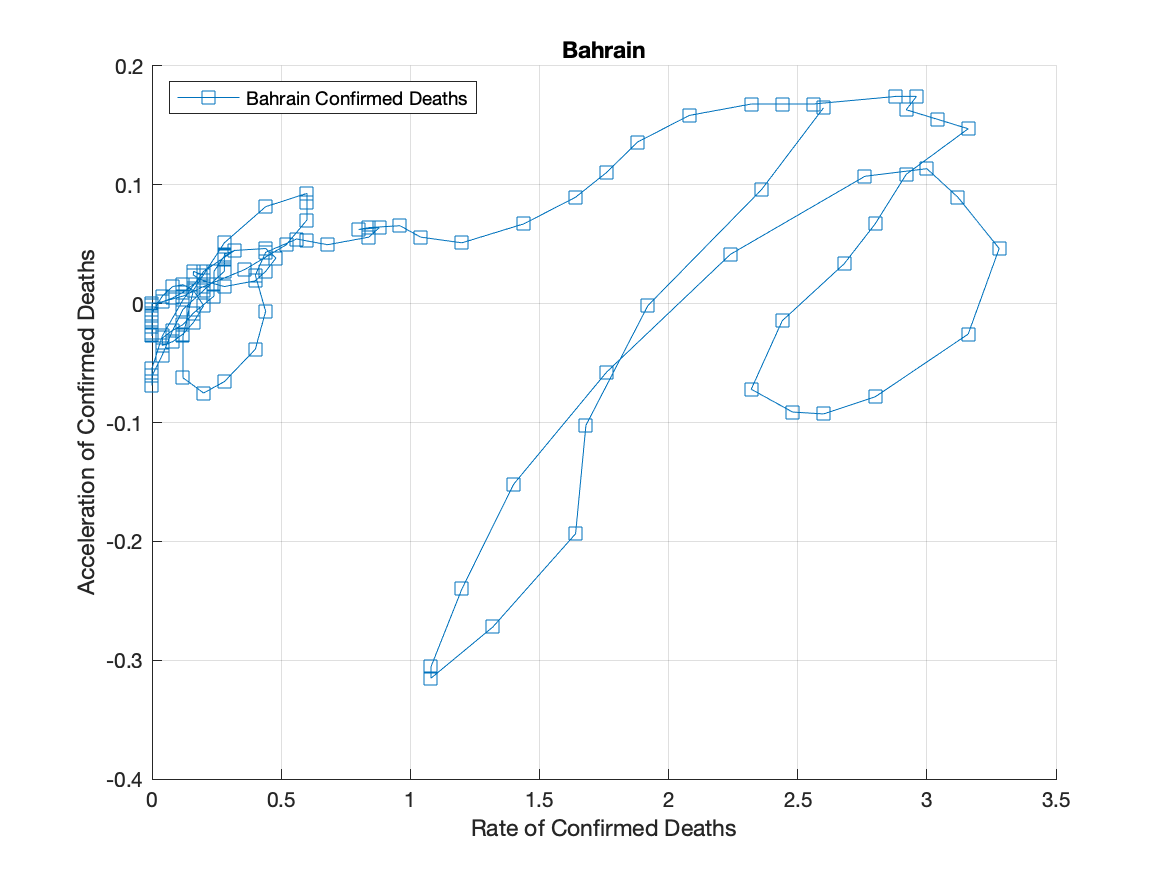 Bahrain
Bahrain Confirmed Deaths
Acceleration of Confirmed Deaths
0.2
0.1
0
-0.1
-0.2
-0.3
-0.4
0 0.5 1 1.5 2 2.5 3 3.5
Rate of Confirmed Deaths